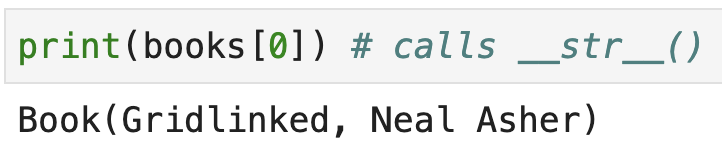 print(books[0]) # calls __str__()
Book(Gridlinked, Neal Asher)